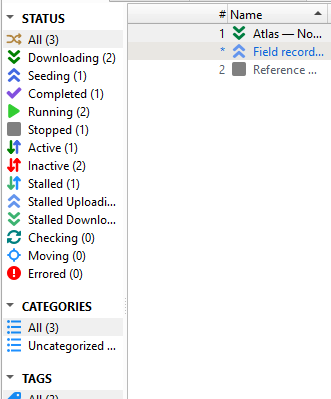 STATUS
All (3)
Downloading (2)
Seeding (1)
Completed (1)
Running (2)
Stopped (1)
Active (1)
Inactive (2)
Stalled (1)
Stalled Uploadi...
Stalled Downlo...
Checking (0)
Moving (0)
Errored (0)
CATEGORIES
All (3)
Uncategorized ...
TAGS
All (3)
# Name
1 Atlas — No...
* Field record...
2 Reference ...